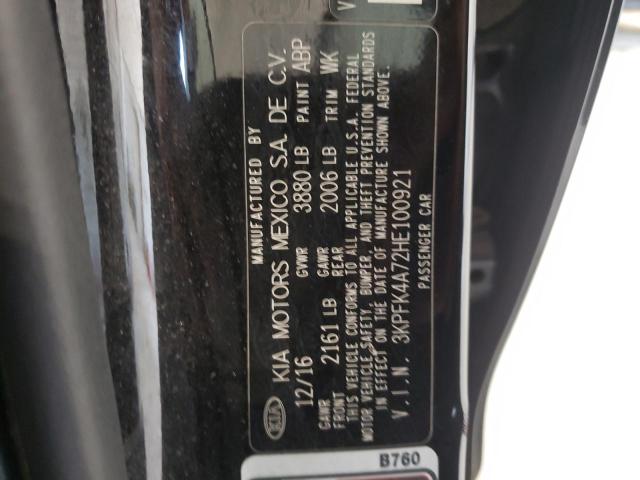 MANUFACTURED BY
KIA KIA MOTORS MEXICO S.A. DE C.V.
12/16 GVWR 3880 LB PAINT ABP
GAWR FRONT 2161 LB GAWR REAR 2006 LB TRIM WK
THIS VEHICLE CONFORMS TO ALL APPLICABLE U.S.A. FEDERAL
MOTOR VEHICLE SAFETY, BUMPER, AND THEFT PREVENTION STANDARDS
IN EFFECT ON THE DATE OF MANUFACTURE SHOWN ABOVE.
V.I.N. 3KPFK4A72HE100921
PASSENGER CAR
B760
V